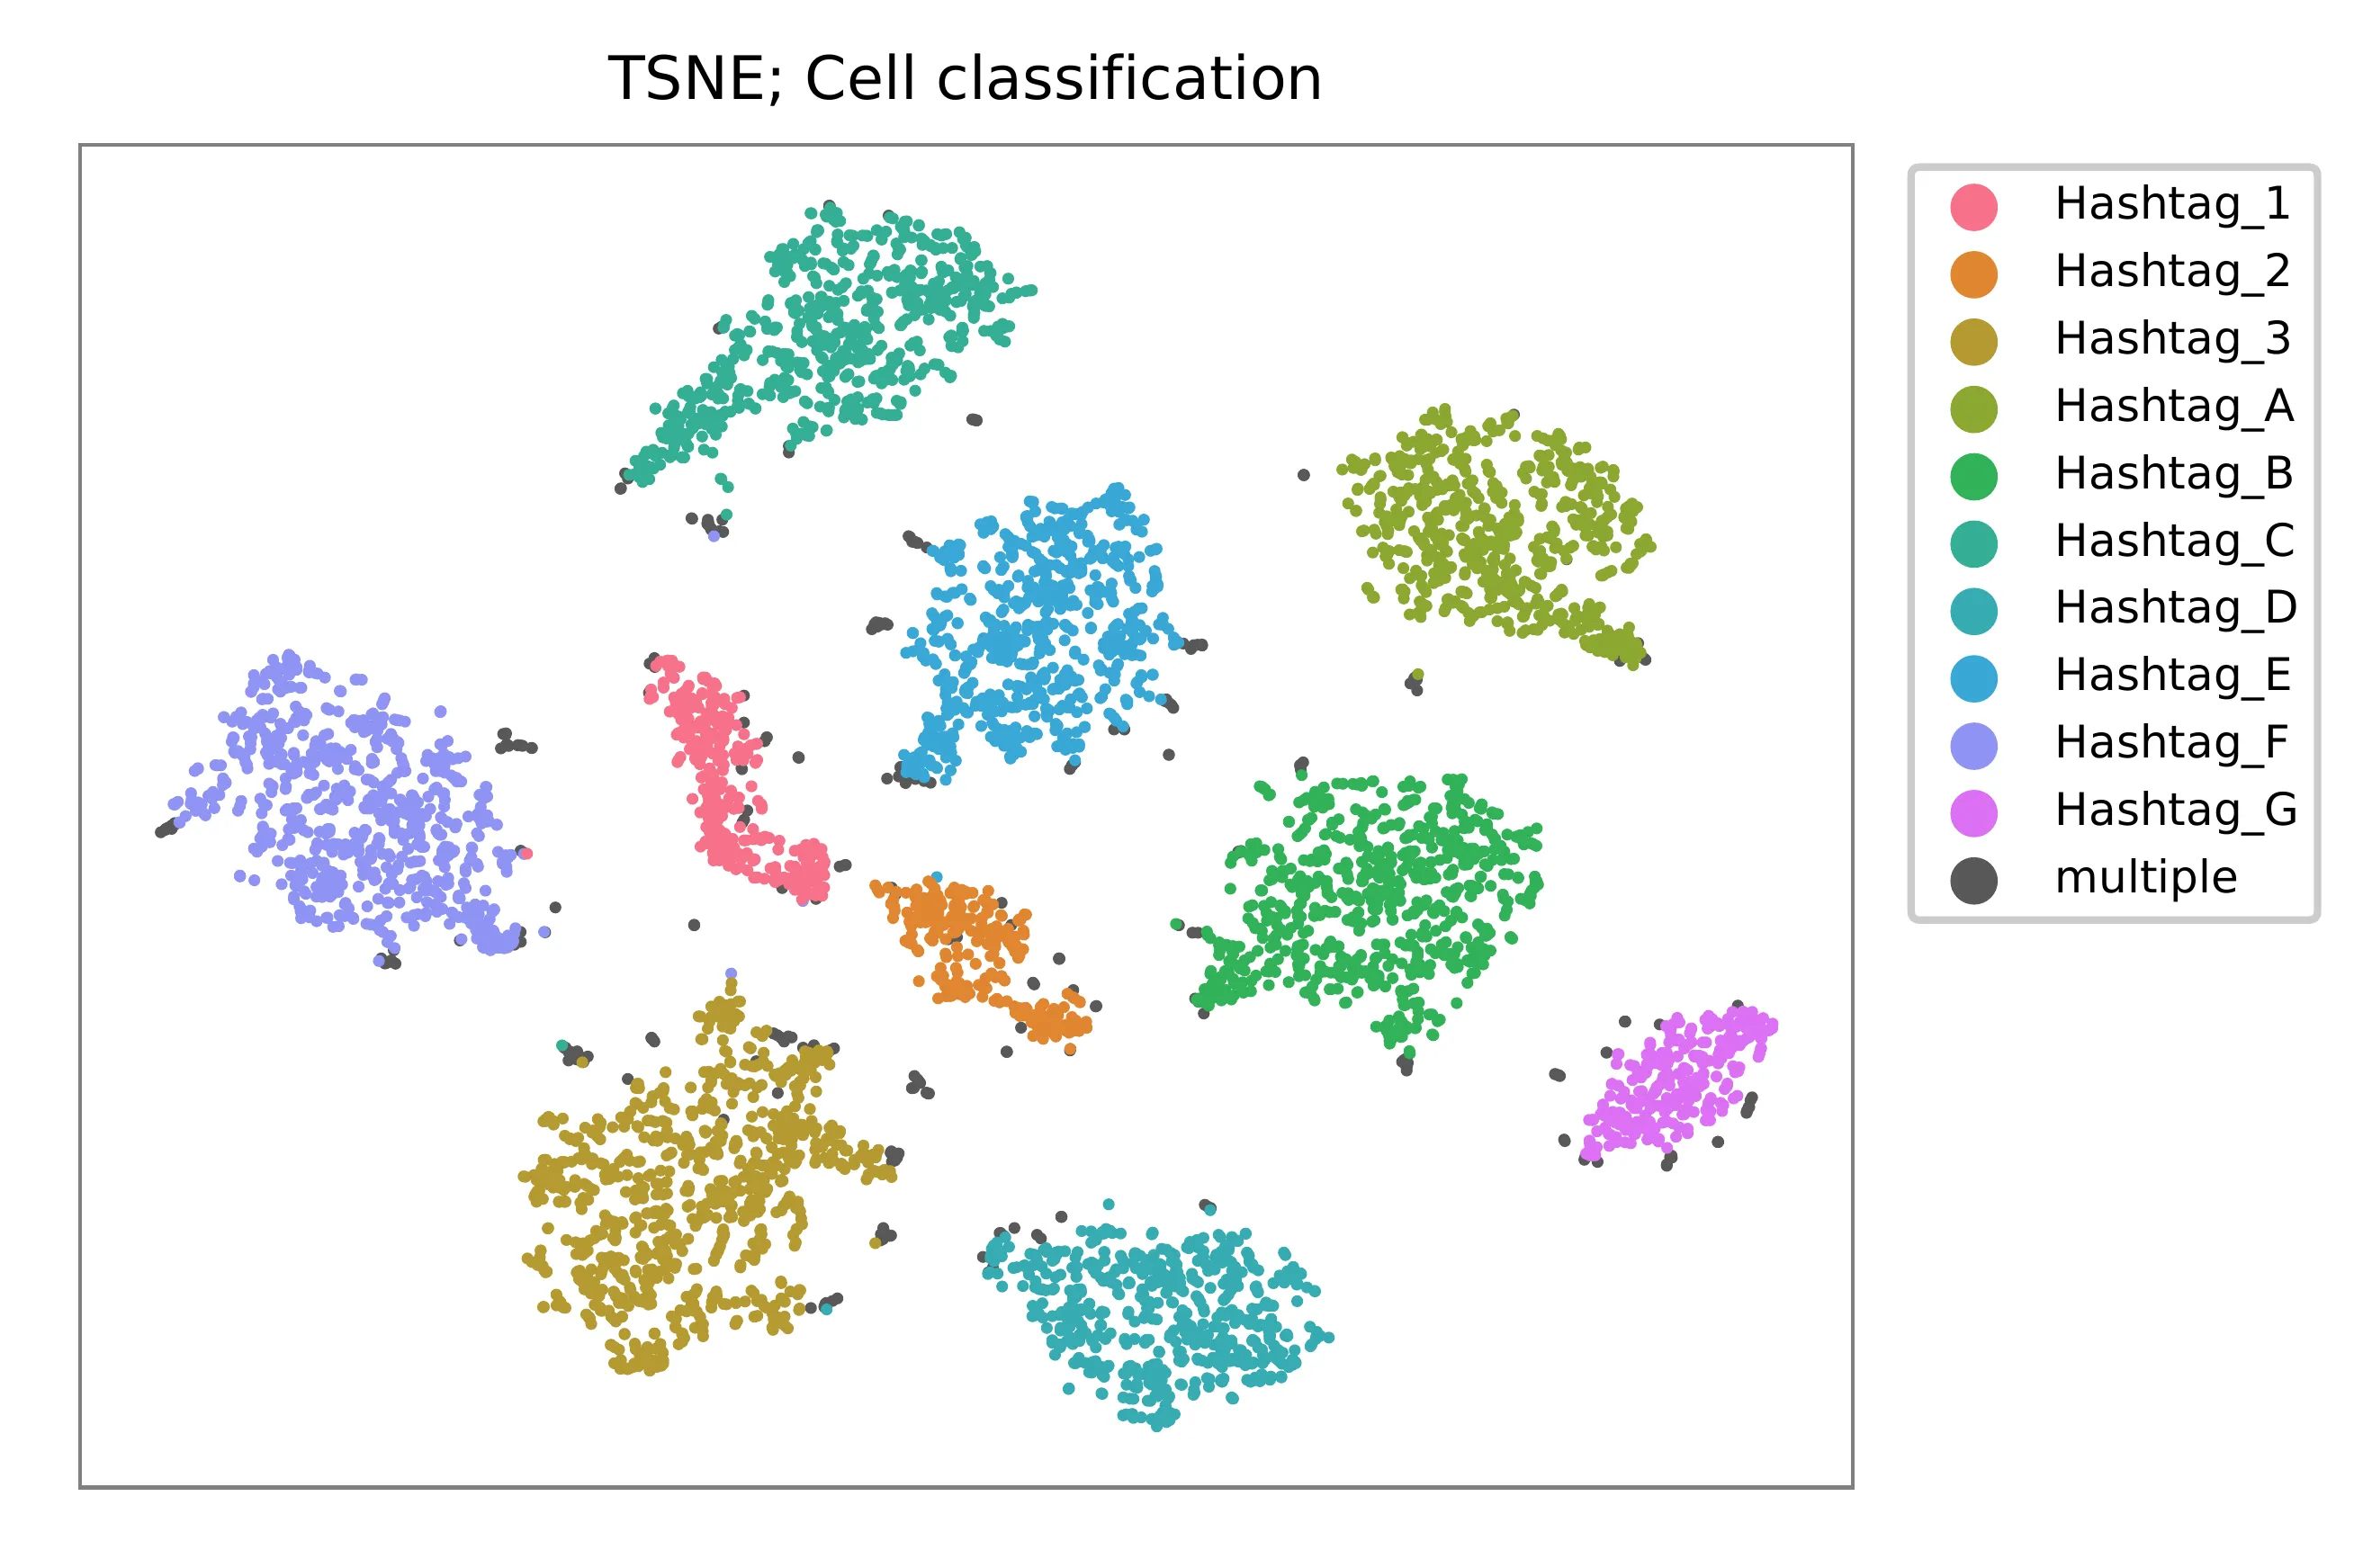 TSNE; Cell classification
Hashtag_1
Hashtag_2
Hashtag_3
Hashtag_A
Hashtag_B
Hashtag_C
Hashtag_D
Hashtag_E
Hashtag_F
Hashtag_G
multiple